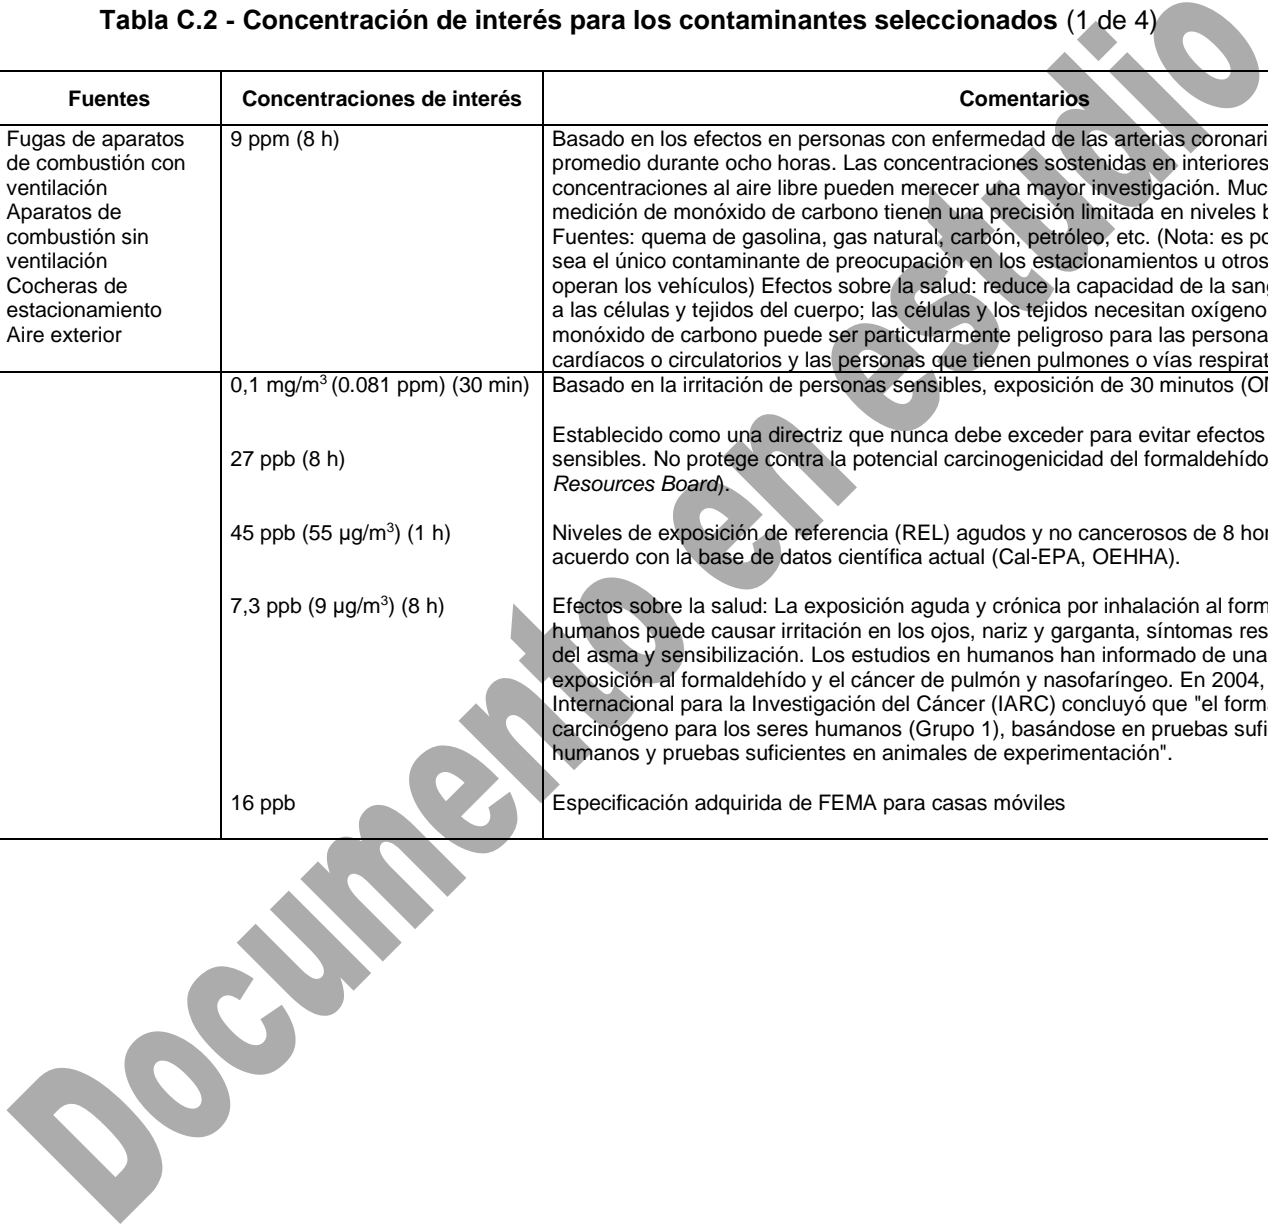 Tabla C.2 - Concentración de interés para los contaminantes seleccionados (1 de 4)
Fuentes
Concentraciones de interés
Comentarios
Fugas de aparatos
de combustión con
ventilación
Aparatos de
combustión sin
ventilación
Cocheras de
estacionamiento
Aire exterior
9 ppm (8 h)
Basado en los efectos en personas con enfermedad de las arterias coronari
promedio durante ocho horas. Las concentraciones sostenidas en interiores
concentraciones al aire libre pueden merecer una mayor investigación. Muc
medición de monóxido de carbono tienen una precisión limitada en niveles b
Fuentes: quema de gasolina, gas natural, carbón, petróleo, etc. (Nota: es po
sea el único contaminante de preocupación en los estacionamientos u otros
operan los vehículos) Efectos sobre la salud: reduce la capacidad de la sang
a las células y tejidos del cuerpo; las células y los tejidos necesitan oxígeno
monóxido de carbono puede ser particularmente peligroso para las persona
cardíacos o circulatorios y las personas que tienen pulmones o vías respirat
0,1 mg/m³ (0.081 ppm) (30 min)
Basado en la irritación de personas sensibles, exposición de 30 minutos (OM
27 ppb (8 h)
Establecido como una directriz que nunca debe exceder para evitar efectos
sensibles. No protege contra la potencial carcinogenicidad del formaldehído
Resources Board).
45 ppb (55 µg/m³) (1 h)
Niveles de exposición de referencia (REL) agudos y no cancerosos de 8 hor
acuerdo con la base de datos científica actual (Cal-EPA, OEHHA).
7,3 ppb (9 µg/m³) (8 h)
Efectos sobre la salud: La exposición aguda y crónica por inhalación al form
humanos puede causar irritación en los ojos, nariz y garganta, síntomas res
del asma y sensibilización. Los estudios en humanos han informado de una
exposición al formaldehído y el cáncer de pulmón y nasofaríngeo. En 2004,
Internacional para la Investigación del Cáncer (IARC) concluyó que "el forma
carcinógeno para los seres humanos (Grupo 1), basándose en pruebas sufi
humanos y pruebas suficientes en animales de experimentación".
16 ppb
Especificación adquirida de FEMA para casas móviles
Documento en estudio